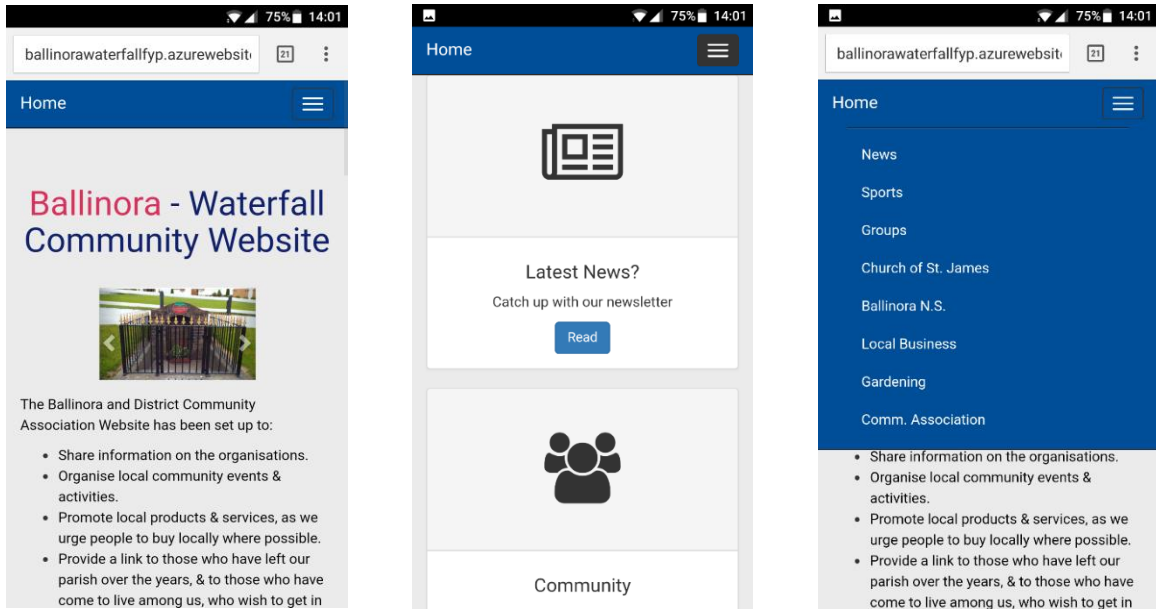 75% 14:01
ballinorawaterfallfyp.azurewebsit
21
Home
Ballinora - Waterfall
Community Website
The Ballinora and District Community
Association Website has been set up to:
• Share information on the organisations.
• Organise local community events &
activities.
• Promote local products & services, as we
urge people to buy locally where possible.
• Provide a link to those who have left our
parish over the years, & to those who have
come to live among us, who wish to get in
75% 14:01
Home
Latest News?
Catch up with our newsletter
Read
Community
75% 14:01
ballinorawaterfallfyp.azurewebsit
21
Home
News
Sports
Groups
Church of St. James
Ballinora N.S.
Local Business
Gardening
Comm. Association
• Share information on the organisations.
• Organise local community events &
activities.
• Promote local products & services, as we
urge people to buy locally where possible.
• Provide a link to those who have left our
parish over the years, & to those who have
come to live among us, who wish to get in